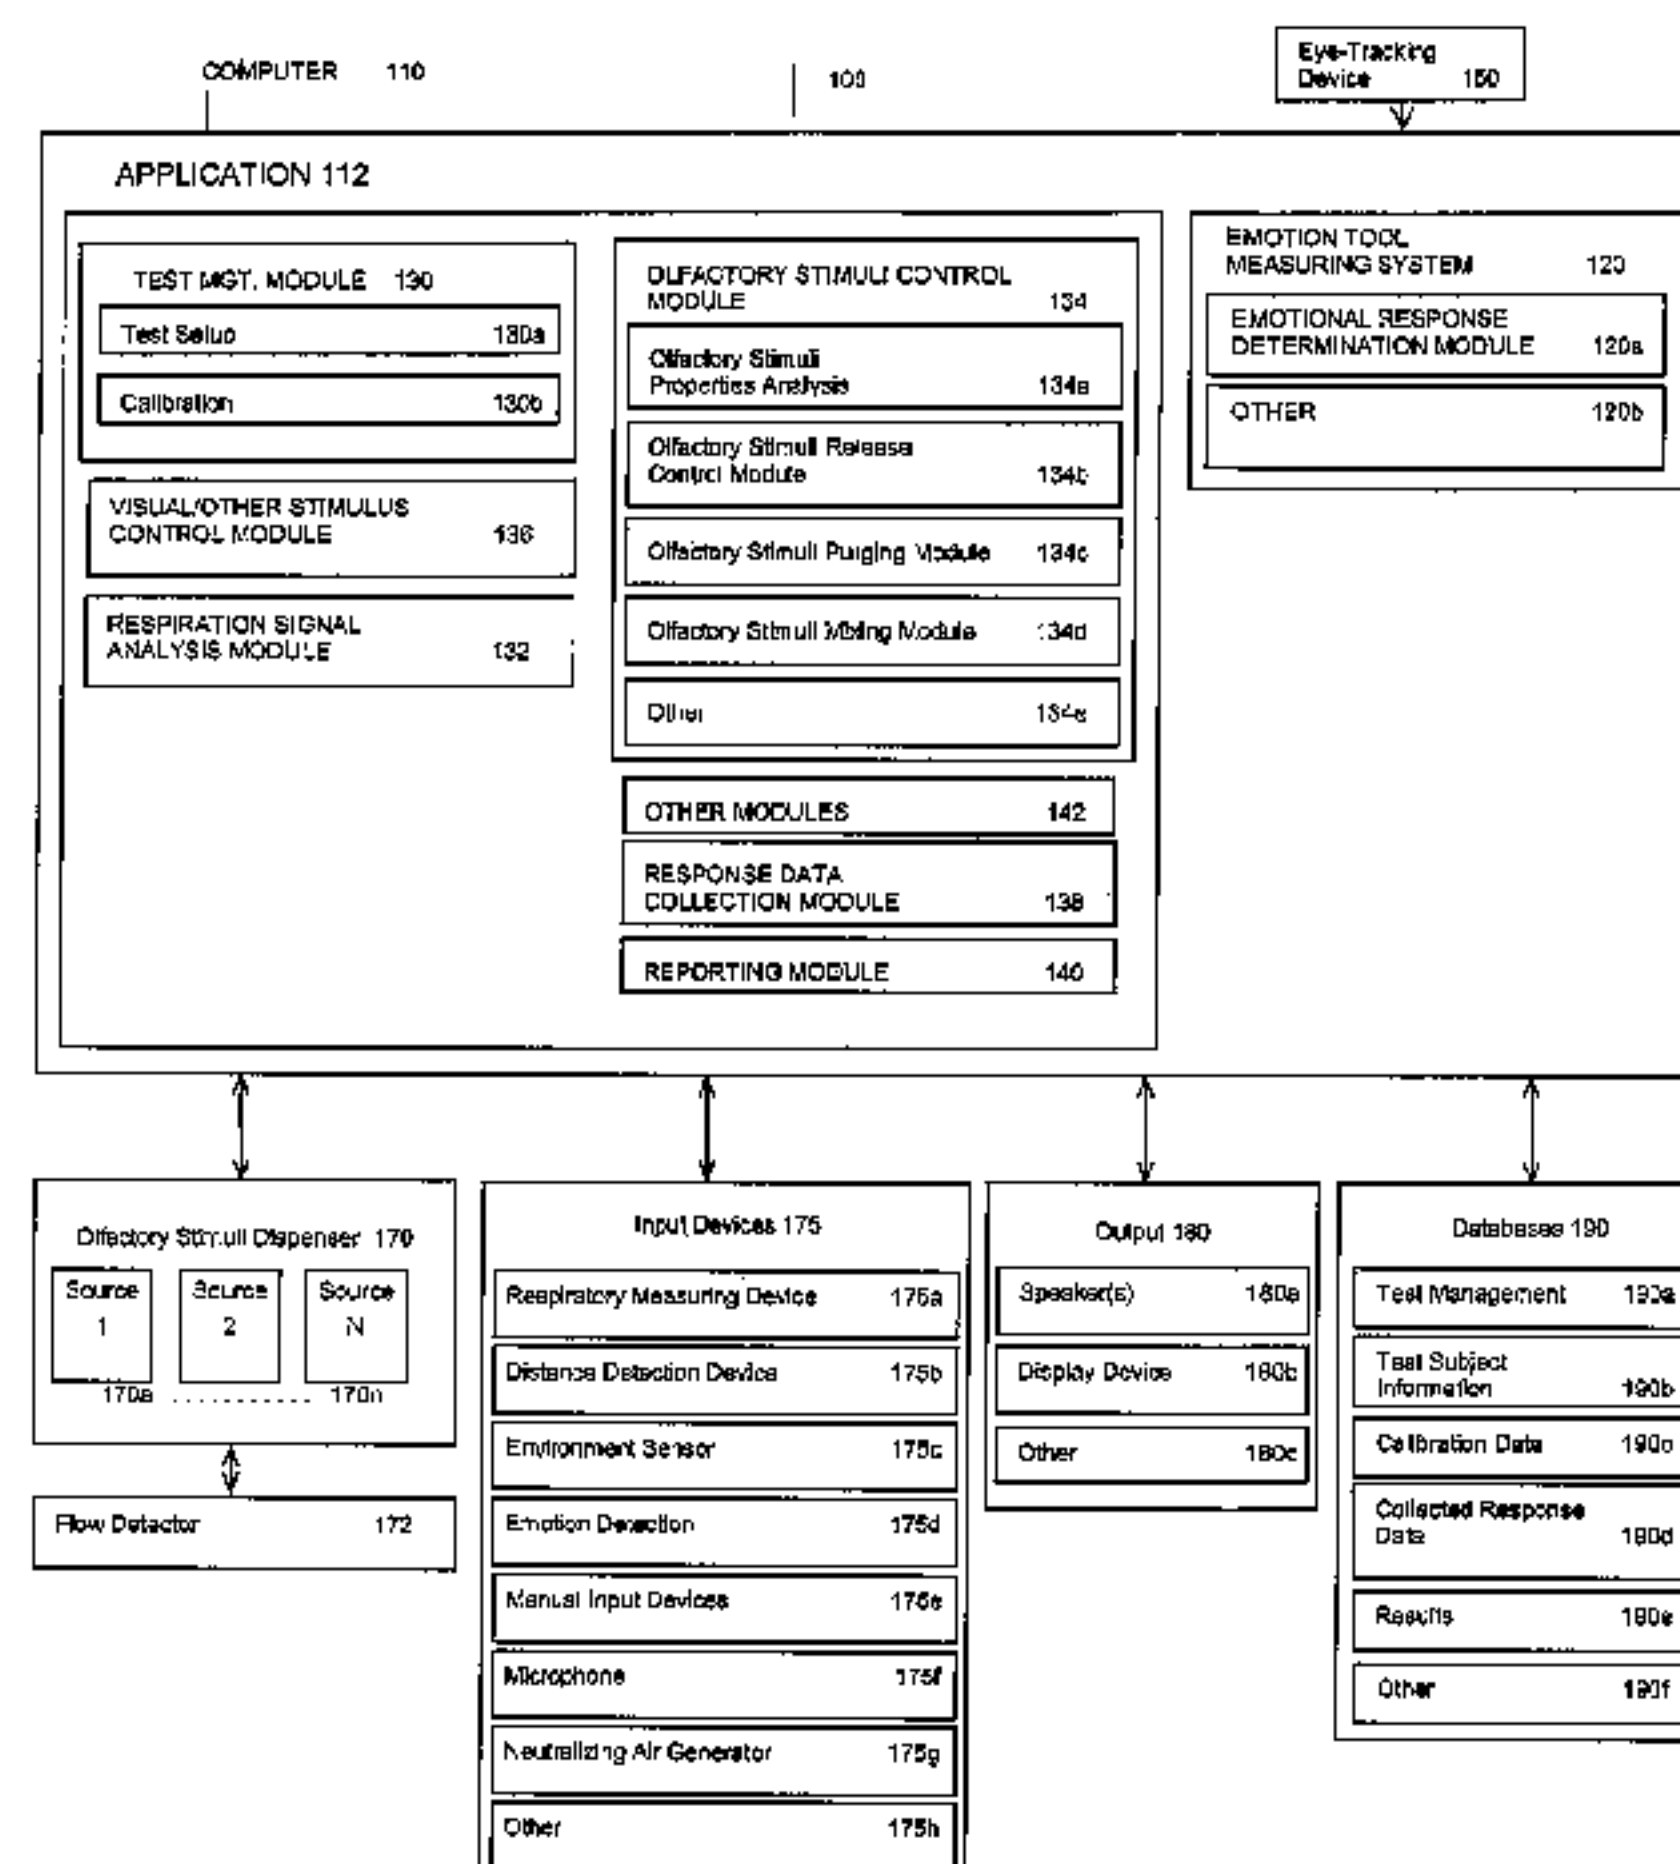 COMPUTER 110
100
Eye-Tracking
Device 160
APPLICATION 112
TEST MGT. MODULE 130
Test Setup 130a
Calibration 130b
VISUAL/OTHER STIMULUS
CONTROL MODULE 136
RESPIRATION SIGNAL
ANALYSIS MODULE 132
OLFACTORY STIMULI CONTROL
MODULE 134
Olfactory Stimuli
Properties Analysis 134a
Olfactory Stimuli Release
Control Module 134b
Olfactory Stimuli Purging Module 134c
Olfactory Stimuli Mixing Module 134d
Other 134e
OTHER MODULES 142
RESPONSE DATA
COLLECTION MODULE 138
REPORTING MODULE 140
EMOTION TOOL
MEASURING SYSTEM 120
EMOTIONAL RESPONSE
DETERMINATION MODULE 120a
OTHER 120b
Olfactory Stimuli Dispenser 170
Source
1
Source
2
Source
N
170a ........... 170n
Flow Detector 172
Input Devices 175
Respiratory Measuring Device 175a
Distance Detection Device 175b
Environment Sensor 175c
Emotion Detection 175d
Manual Input Devices 175e
Microphone 175f
Neutralizing Air Generator 175g
Other 175h
Output 180
Speaker(s) 180a
Display Device 180b
Other 180c
Databases 190
Test Management 190a
Test Subject
Information 190b
Calibration Data 190c
Collected Response
Data 190d
Results 190e
Other 190f